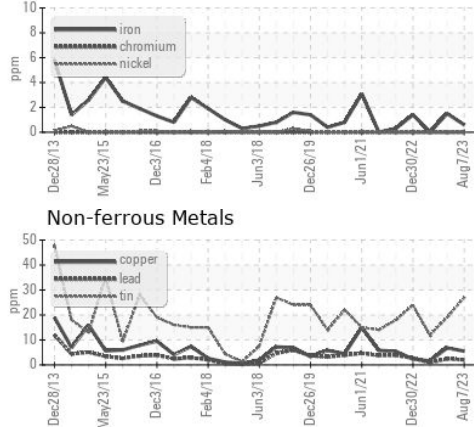 10
8
6
4
2
0
ppm
iron
chromium
nickel
Dec28/13
May23/15
Dec3/16
Feb4/18
Jun3/18
Dec26/19
Jun1/21
Dec30/22
Aug7/23
Non-ferrous Metals
50
40
30
20
10
0
ppm
copper
lead
tin
Dec28/13
May23/15
Dec3/16
Feb4/18
Jun3/18
Dec26/19
Jun1/21
Dec30/22
Aug7/23